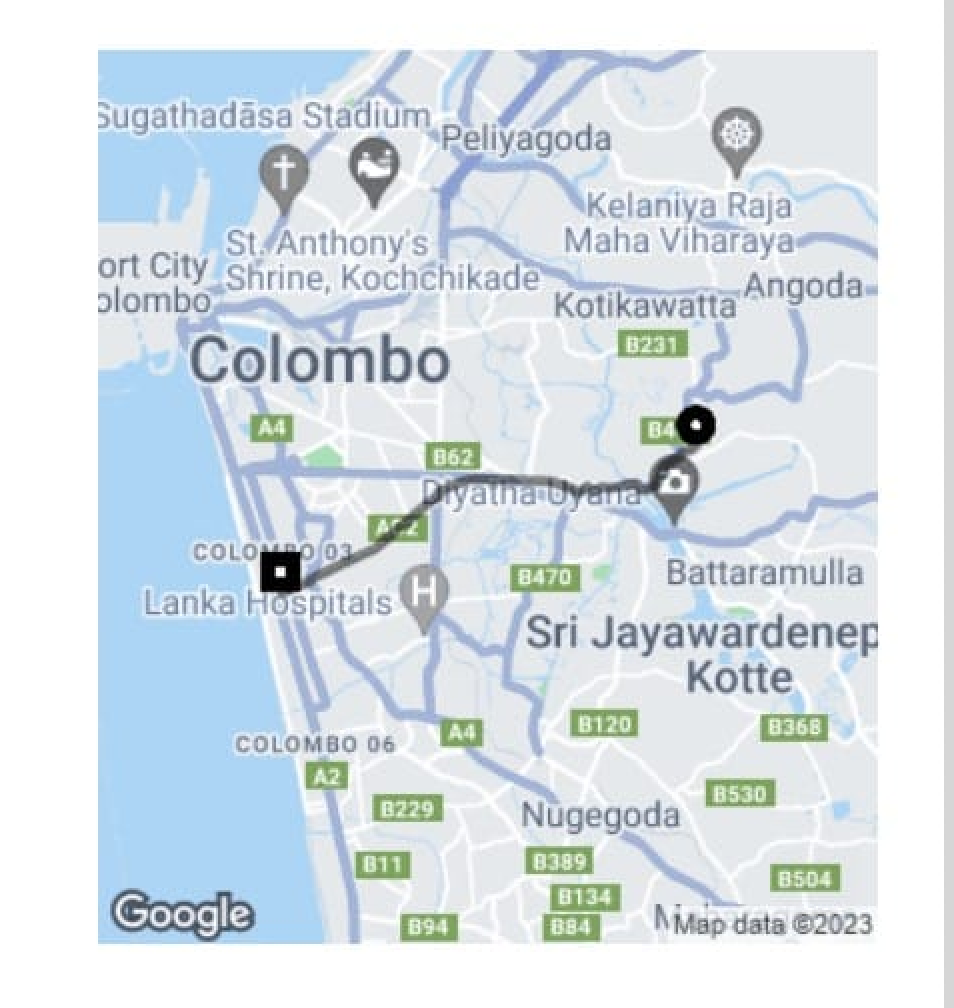 Sugathadāsa Stadium
Peliyagoda
Kelaniya Raja
Maha Viharaya
St. Anthony's
Shrine, Kochchikade
ort City
olombo
Angoda
Kotikawatta
B231
Colombo
A4
B4
B62
Diyatha Uyana
COLOMBO 03
B470
Battaramulla
Lanka Hospitals
H
Sri Jayawardenep
Kotte
B120
B368
A4
COLOMBO 06
A2
B530
B229
Nugegoda
B11
B389
B504
B134
Google
B94
B84
Map data ©2023